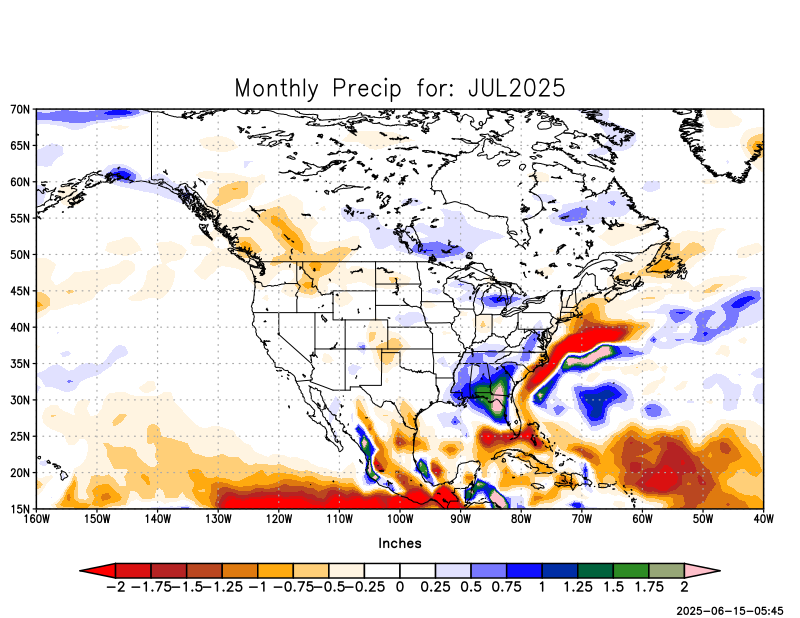 Monthly Precip for: JUL2025
70N
65N
60N
55N
50N
45N
40N
35N
30N
25N
20N
15N
160W 150W 140W 130W 120W 110W 100W 90W 80W 70W 60W 50W 40W
Inches
−2 −1.75 −1.5 −1.25 −1 −0.75 −0.5 −0.25 0 0.25 0.5 0.75 1 1.25 1.5 1.75 2
2025-06-15-05:45